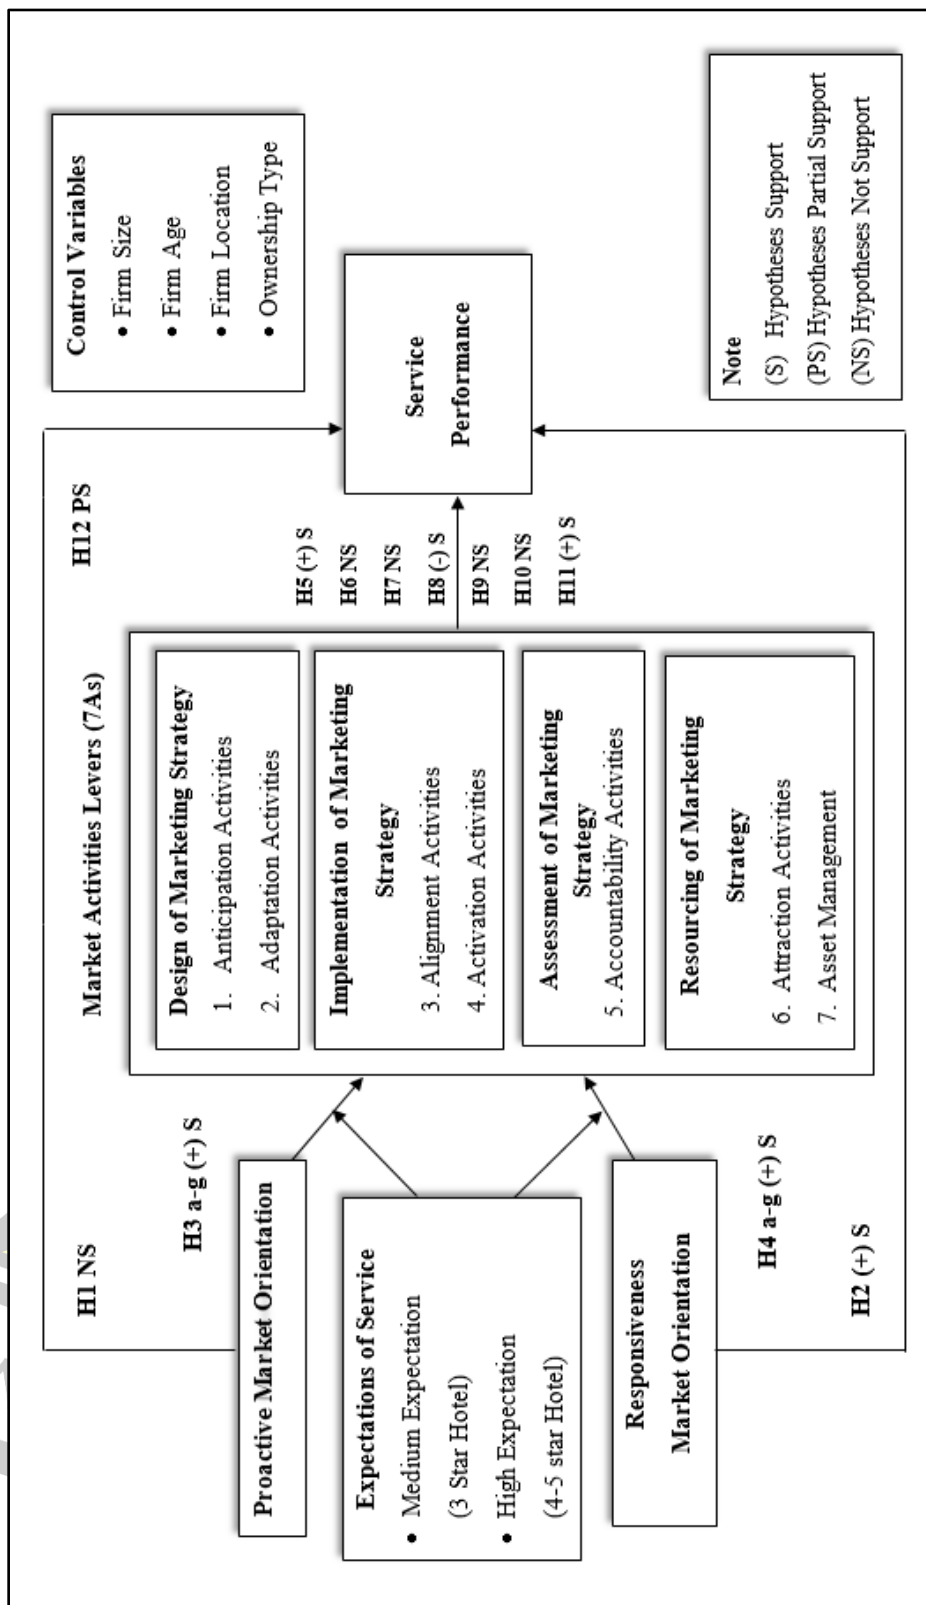 H1 NS
Market Activities Levers (7As)
H12 PS
Control Variables
• Firm Size
• Firm Age
• Firm Location
• Ownership Type
H3 a-g (+) S
Proactive Market Orientation
Expectations of Service
• Medium Expectation
(3 Star Hotel)
• High Expectation
(4-5 star Hotel)
Responsiveness
Market Orientation
H4 a-g (+) S
H2 (+) S
Design of Marketing Strategy
1. Anticipation Activities
2. Adaptation Activities
Implementation of Marketing
Strategy
3. Alignment Activities
4. Activation Activities
Assessment of Marketing
Strategy
5. Accountability Activities
Resourcing of Marketing
Strategy
6. Attraction Activities
7. Asset Management
H5 (+) S
H6 NS
H7 NS
H8 (-) S
H9 NS
H10 NS
H11 (+) S
Service
Performance
Note
(S) Hypotheses Support
(PS) Hypotheses Partial Support
(NS) Hypotheses Not Support